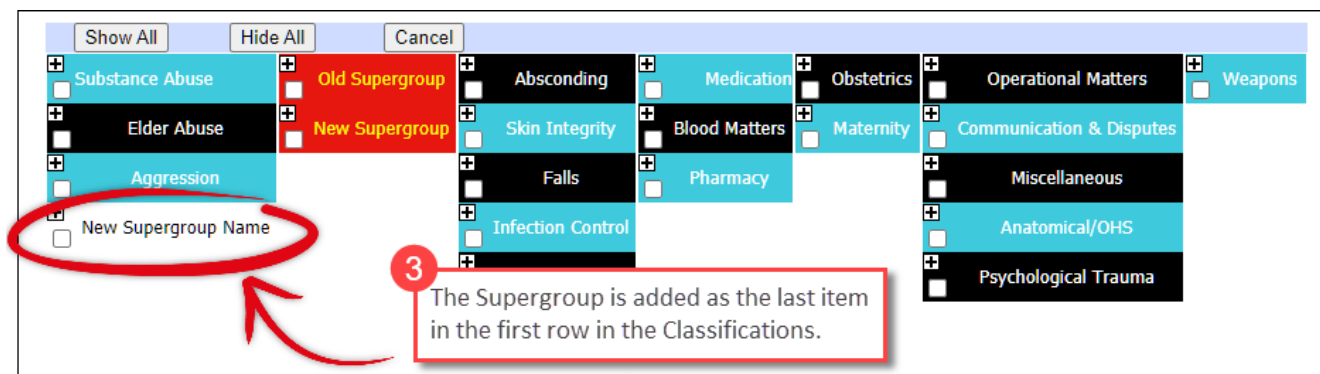 Show All Hide All Cancel
Substance Abuse Old Supergroup Absconding Medication Obstetrics Operational Matters Weapons
Elder Abuse New Supergroup Skin Integrity Blood Matters Maternity Communication & Disputes
Aggression Falls Pharmacy Miscellaneous
New Supergroup Name Infection Control Anatomical/OHS
Psychological Trauma
3
The Supergroup is added as the last item
in the first row in the Classifications.